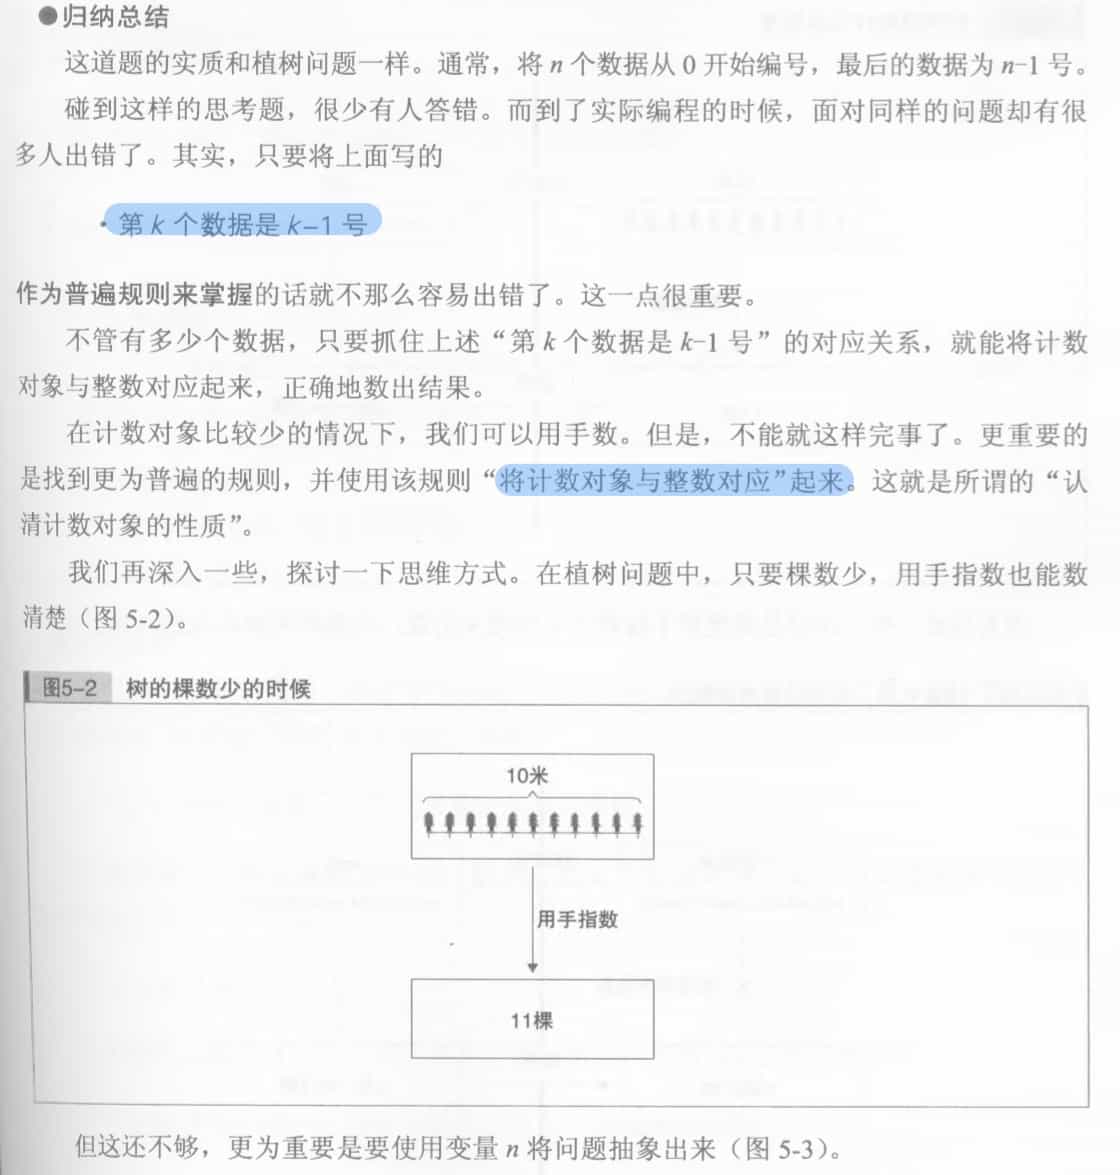 ●归纳总结
这道题的实质和植树问题一样。通常，将 n 个数据从 0 开始编号，最后的数据为 n-1 号。
碰到这样的思考题，很少有人答错。而到了实际编程的时候，面对同样的问题却有很
多人出错了。其实，只要将上面写的
·第 k 个数据是 k-1 号
作为普遍规则来掌握的话就不那么容易出错了。这一点很重要。
不管有多少个数据，只要抓住上述“第 k 个数据是 k-1 号”的对应关系，就能将计数
对象与整数对应起来，正确地数出结果。
在计数对象比较少的情况下，我们可以用手数。但是，不能就这样完事了。更重要的
是找到更为普遍的规则，并使用该规则“将计数对象与整数对应”起来。这就是所谓的“认
清计数对象的性质”。
我们再深入一些，探讨一下思维方式。在植树问题中，只要棵数少，用手指数也能数
清楚（图 5-2）。
图5-2 树的棵数少的时候
10米
用手指数
11棵
但这还不够，更为重要是要使用变量 n 将问题抽象出来（图 5-3）。